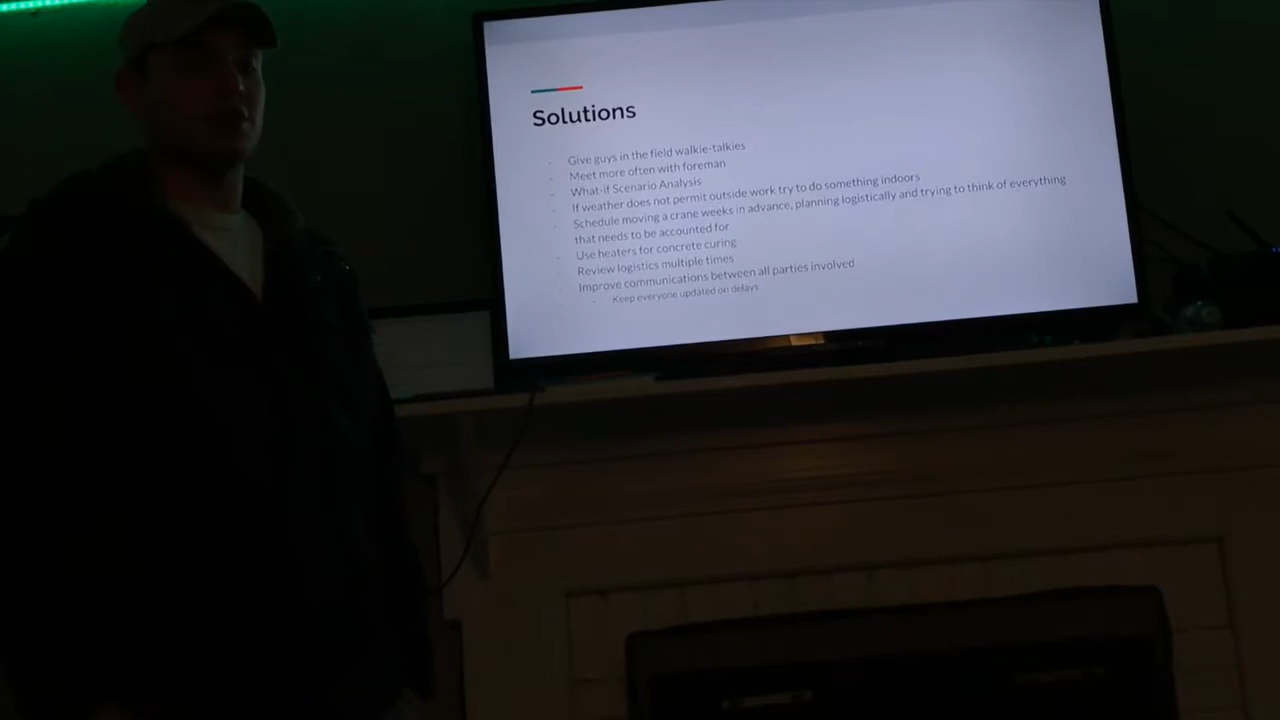 Solutions
Give guys in the field walkie-talkies
Meet more often with foreman
What-if Scenario Analysis
If weather does not permit outside work try to do something indoors
Schedule moving a crane weeks in advance, planning logistically and trying to think of everything
that needs to be accounted for
Use heaters for concrete curing
Review logistics multiple times
Improve communications between all parties involved
Keep everyone updated on delays